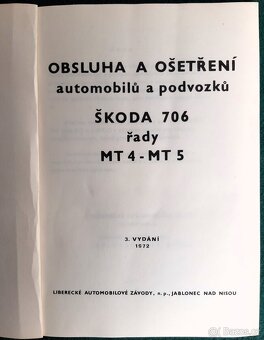 OBSLUHA A OŠETŘENÍ
automobilů a podvozků
ŠKODA 706
řady
MT 4 - MT 5
3. VYDÁNÍ
1972
LIBERECKÉ AUTOMOBILOVÉ ZÁVODY, n. p., JABLONEC NAD NISOU